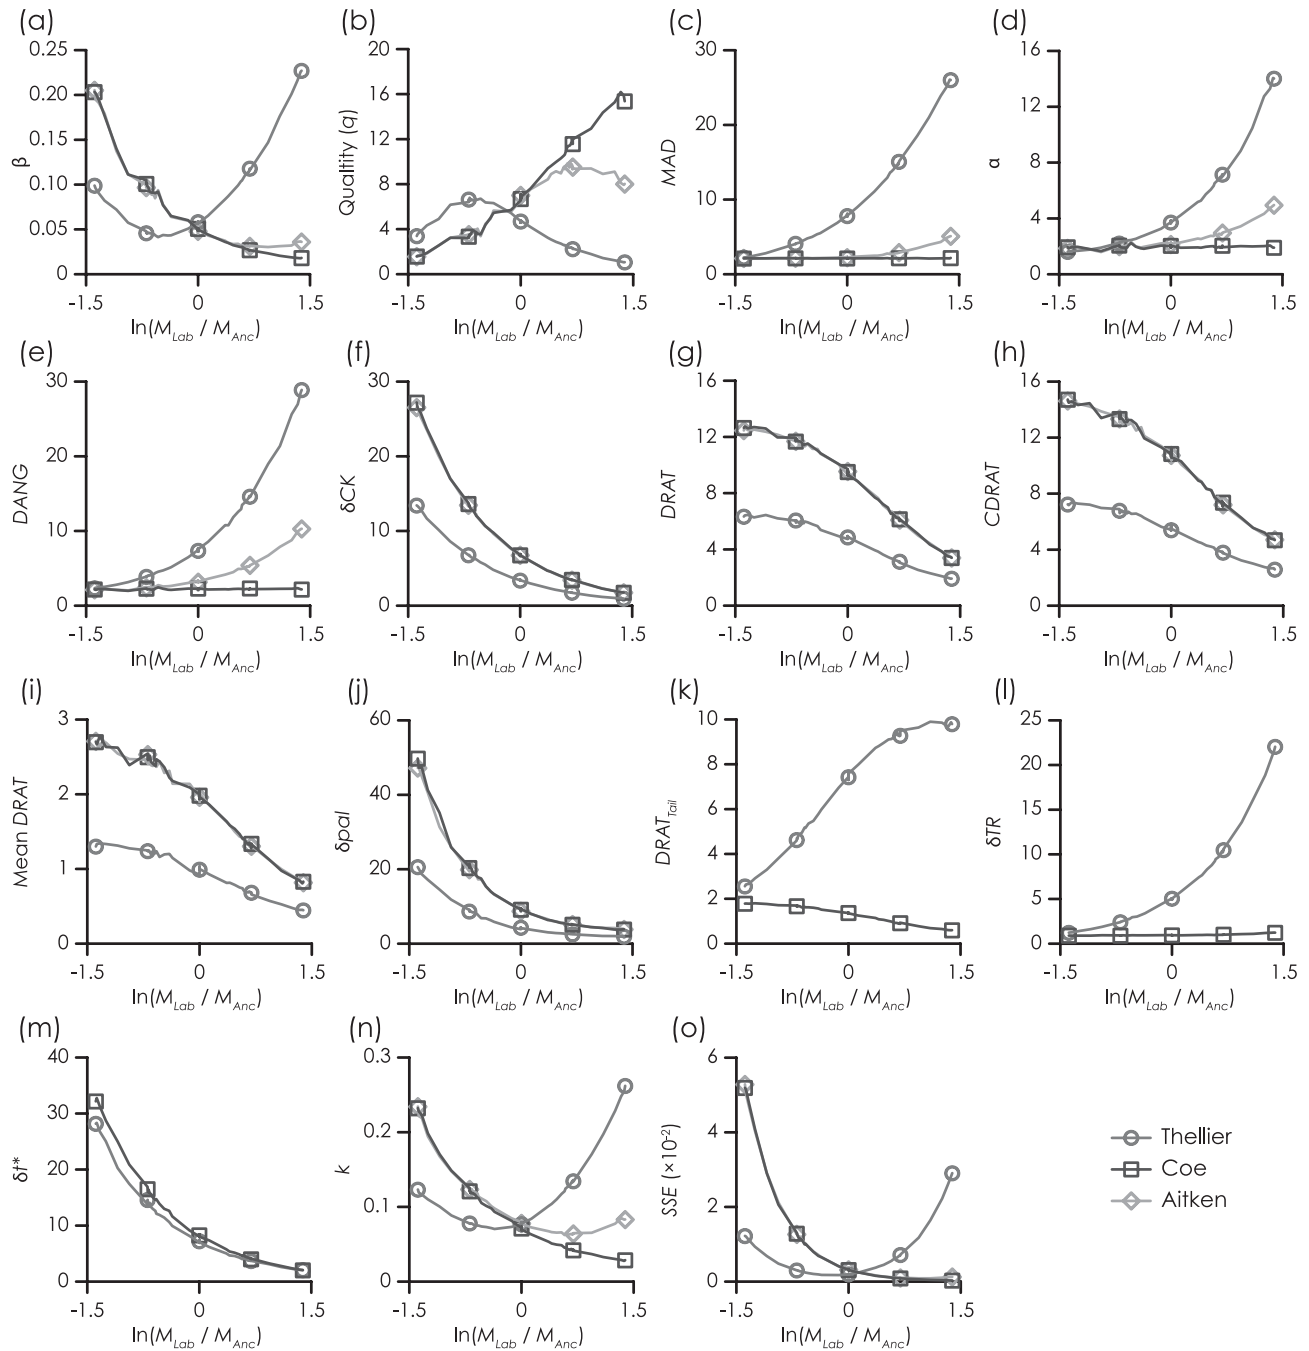 (a)
0.25
0.20
0.15
0.10
0.05
0
β
-1.5 0 1.5
ln(M_Lab / M_Anc)
(b)
20
16
12
8
4
0
Qualtity (q)
-1.5 0 1.5
ln(M_Lab / M_Anc)
(c)
30
20
10
0
MAD
-1.5 0 1.5
ln(M_Lab / M_Anc)
(d)
16
12
8
4
0
α
-1.5 0 1.5
ln(M_Lab / M_Anc)
(e)
30
20
10
0
DANG
-1.5 0 1.5
ln(M_Lab / M_Anc)
(f)
30
20
10
0
δCK
-1.5 0 1.5
ln(M_Lab / M_Anc)
(g)
16
12
8
4
0
DRAT
-1.5 0 1.5
ln(M_Lab / M_Anc)
(h)
16
12
8
4
0
CDRAT
-1.5 0 1.5
ln(M_Lab / M_Anc)
(i)
3
2
1
0
Mean DRAT
-1.5 0 1.5
ln(M_Lab / M_Anc)
(j)
60
40
20
0
δpal
-1.5 0 1.5
ln(M_Lab / M_Anc)
(k)
10
8
6
4
2
0
DRAT_Tail
-1.5 0 1.5
ln(M_Lab / M_Anc)
(l)
25
20
15
10
5
0
δTR
-1.5 0 1.5
ln(M_Lab / M_Anc)
(m)
40
30
20
10
0
δt*
-1.5 0 1.5
ln(M_Lab / M_Anc)
(n)
0.3
0.2
0.1
0
k
-1.5 0 1.5
ln(M_Lab / M_Anc)
(o)
6
4
2
0
SSE (×10⁻²)
-1.5 0 1.5
ln(M_Lab / M_Anc)
Thellier
Coe
Aitken